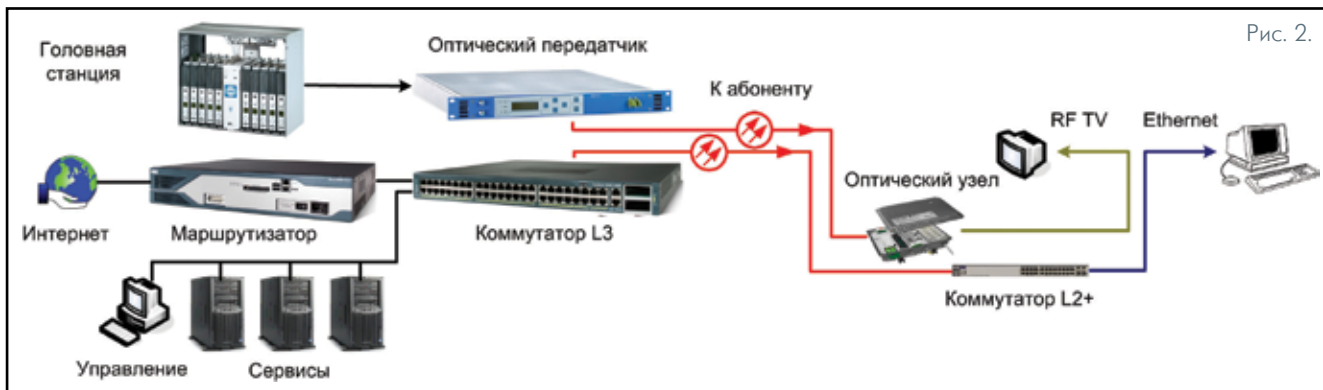 Рис. 2.
Головная
станция
Оптический передатчик
К абоненту
RF TV
Ethernet
Оптический узел
Интернет
Маршрутизатор
Коммутатор L3
Коммутатор L2+
Управление
Сервисы